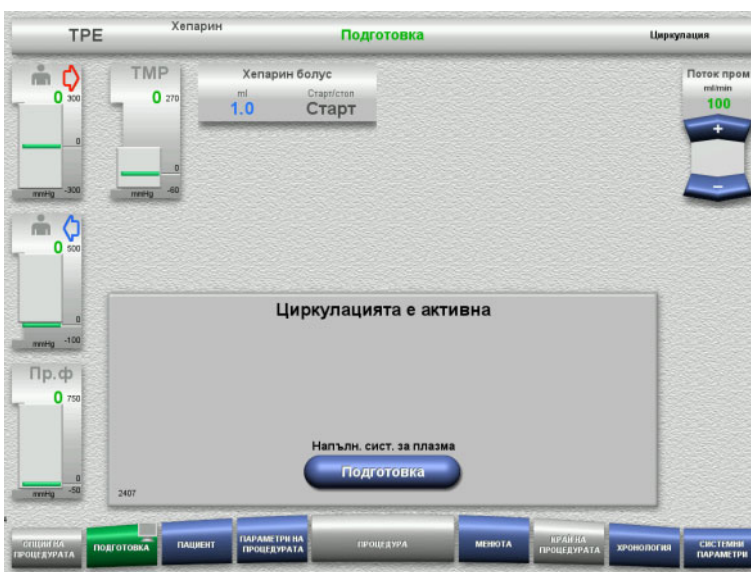 TPE
Хепарин
Подготовка
Циркулация
0
300
0
-300
mmHg
TMP
0
270
0
-60
mmHg
Хепарин болус
ml
Старт/стоп
1.0
Старт
Поток пром
ml/min
100
+
–
0
500
0
-100
mmHg
Пр.ф
0
750
0
-50
mmHg
Циркулацията е активна
Напълн. сист. за плазма
Подготовка
2407
ОПЦИИ НА
ПРОЦЕДУРАТА
ПОДГОТОВКА
ПАЦИЕНТ
ПАРАМЕТРИ НА
ПРОЦЕДУРАТА
ПРОЦЕДУРА
МЕНЮТА
КРАЙ НА
ПРОЦЕДУРАТА
ХРОНОЛОГИЯ
СИСТЕМНИ
ПАРАМЕТРИ